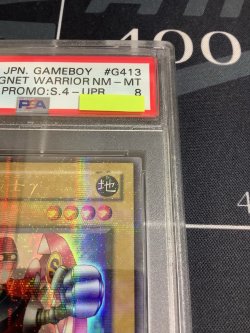 JPN. GAMEBOY #G413
GNET WARRIOR NM - MT
PROMO:S.4-UPR 8
PSA
地
400